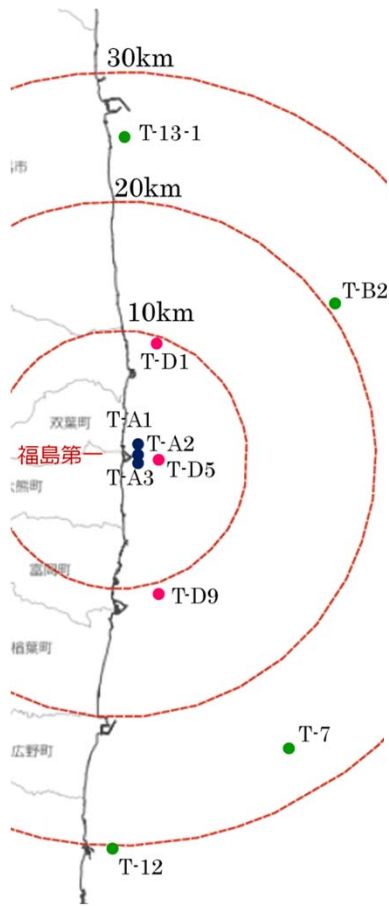 30km
T-13-1
市
20km
T-B2
10km
T-D1
双葉町
T-A1
T-A2
福島第一
T-D5
T-A3
大熊町
富岡町
T-D9
楢葉町
T-7
広野町
T-12